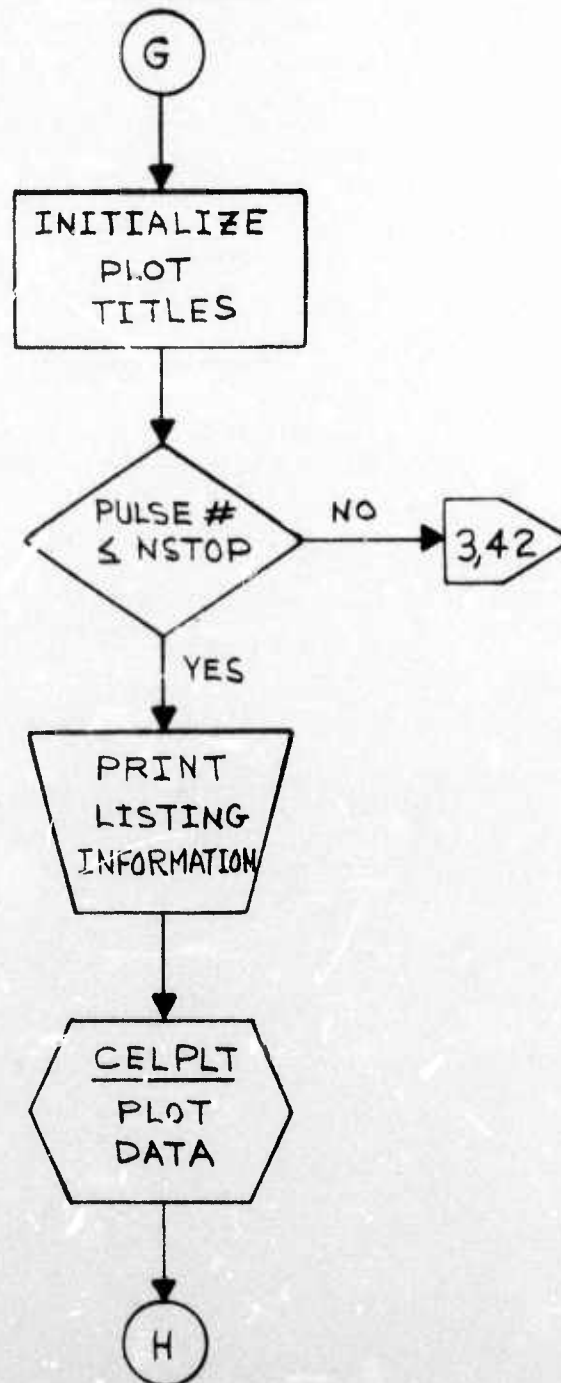 G
INITIALIZE
PLOT
TITLES
PULSE #
≤ NSTOP
NO
3,42
YES
PRINT
LISTING
INFORMATION
CELPLT
PLOT
DATA
H